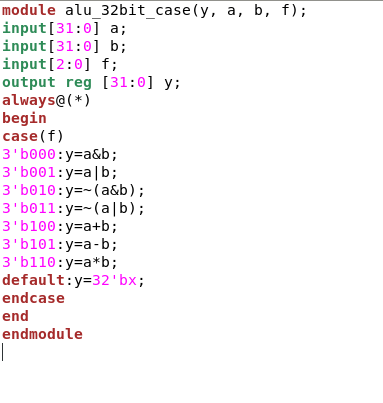 module alu_32bit_case(y, a, b, f);
input[31:0] a;
input[31:0] b;
input[2:0] f;
output reg [31:0] y;
always@(*)
begin
case(f)
3'b000:y=a&b;
3'b001:y=a|b;
3'b010:y=~(a&b);
3'b011:y=~(a|b);
3'b100:y=a+b;
3'b101:y=a-b;
3'b110:y=a*b;
default:y=32'bx;
endcase
end
endmodule